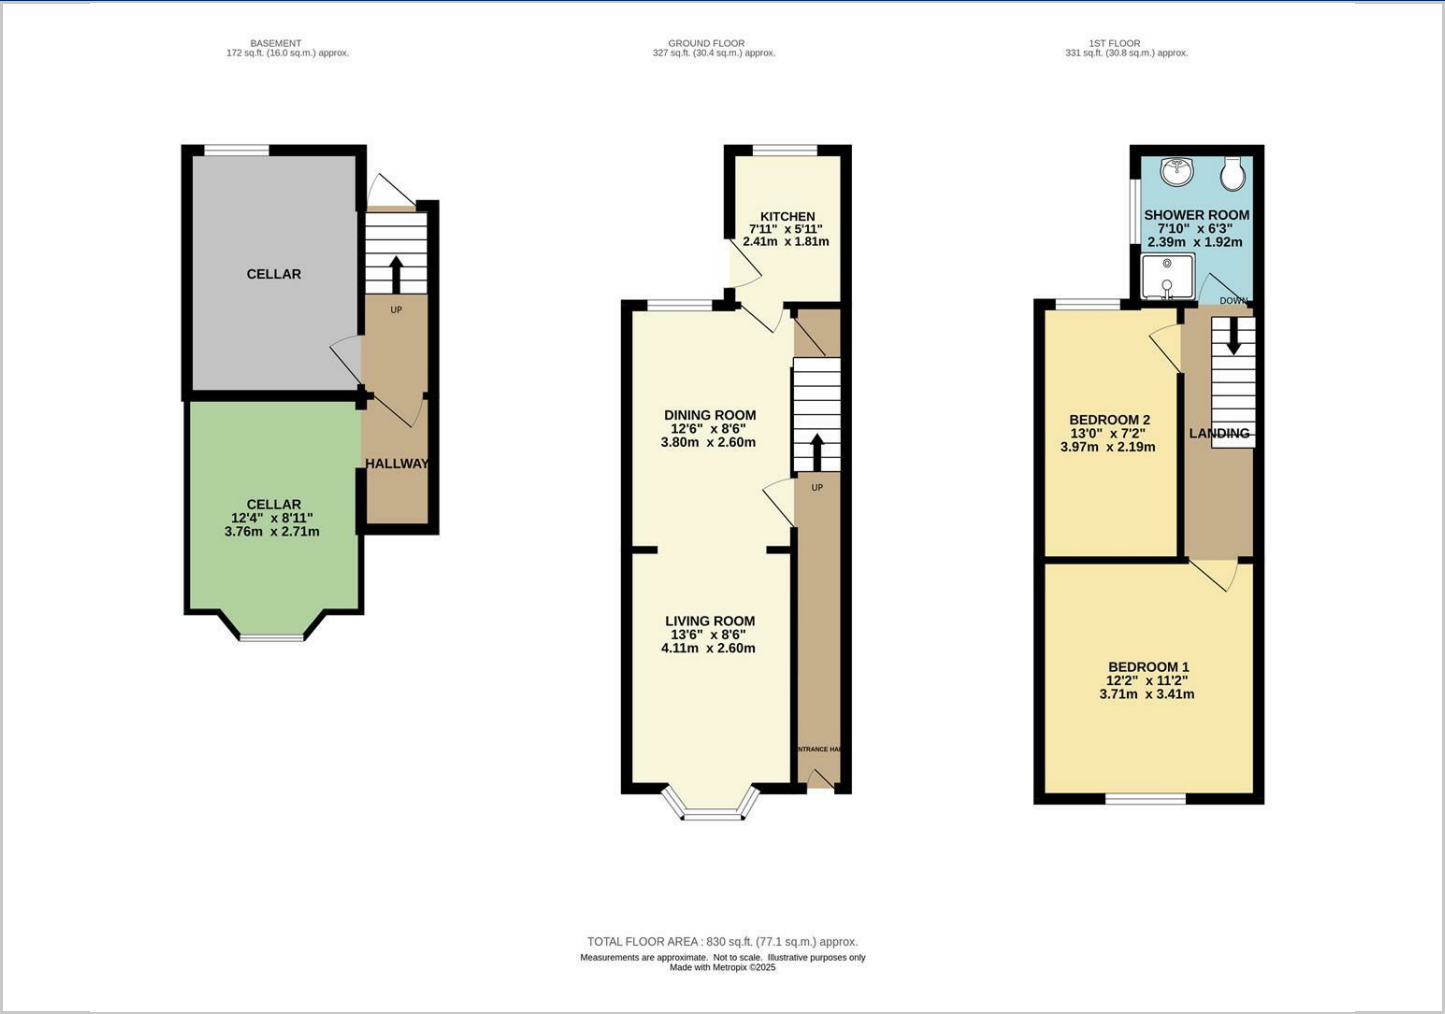 BASEMENT
172 sq.ft. (16.0 sq.m.) approx.
CELLAR
UP
HALLWAY
CELLAR
12'4" x 8'11"
3.76m x 2.71m
GROUND FLOOR
327 sq.ft. (30.4 sq.m.) approx.
KITCHEN
7'11" x 5'11"
2.41m x 1.81m
DINING ROOM
12'6" x 8'6"
3.80m x 2.60m
UP
LIVING ROOM
13'6" x 8'6"
4.11m x 2.60m
NTRANCE HAL
1ST FLOOR
331 sq.ft. (30.8 sq.m.) approx.
SHOWER ROOM
7'10" x 6'3"
2.39m x 1.92m
DOWN
BEDROOM 2
13'0" x 7'2"
3.97m x 2.19m
LANDING
BEDROOM 1
12'2" x 11'2"
3.71m x 3.41m
TOTAL FLOOR AREA : 830 sq.ft. (77.1 sq.m.) approx.
Measurements are approximate. Not to scale. Illustrative purposes only
Made with Metropix ©2025